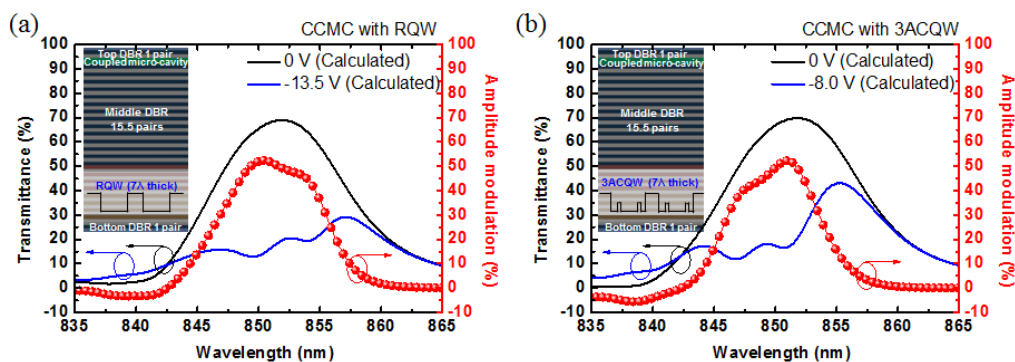 (a)
CCMC with RQW
Top DBR 1 pair
Coupled micro-cavity
Middle DBR
15.5 pairs
RQW (7λ thick)
Bottom DBR 1 pair
0 V (Calculated)
-13.5 V (Calculated)
Transmittance (%)
100
90
80
70
60
50
40
30
20
10
0
-10
Amplitude modulation (%)
100
90
80
70
60
50
40
30
20
10
0
-10
835 840 845 850 855 860 865
Wavelength (nm)
(b)
CCMC with 3ACQW
Top DBR 1 pair
Coupled micro-cavity
Middle DBR
15.5 pairs
3ACQW (7λ thick)
Bottom DBR 1 pair
0 V (Calculated)
-8.0 V (Calculated)
Transmittance (%)
100
90
80
70
60
50
40
30
20
10
0
-10
Amplitude modulation (%)
100
90
80
70
60
50
40
30
20
10
0
-10
835 840 845 850 855 860 865
Wavelength (nm)